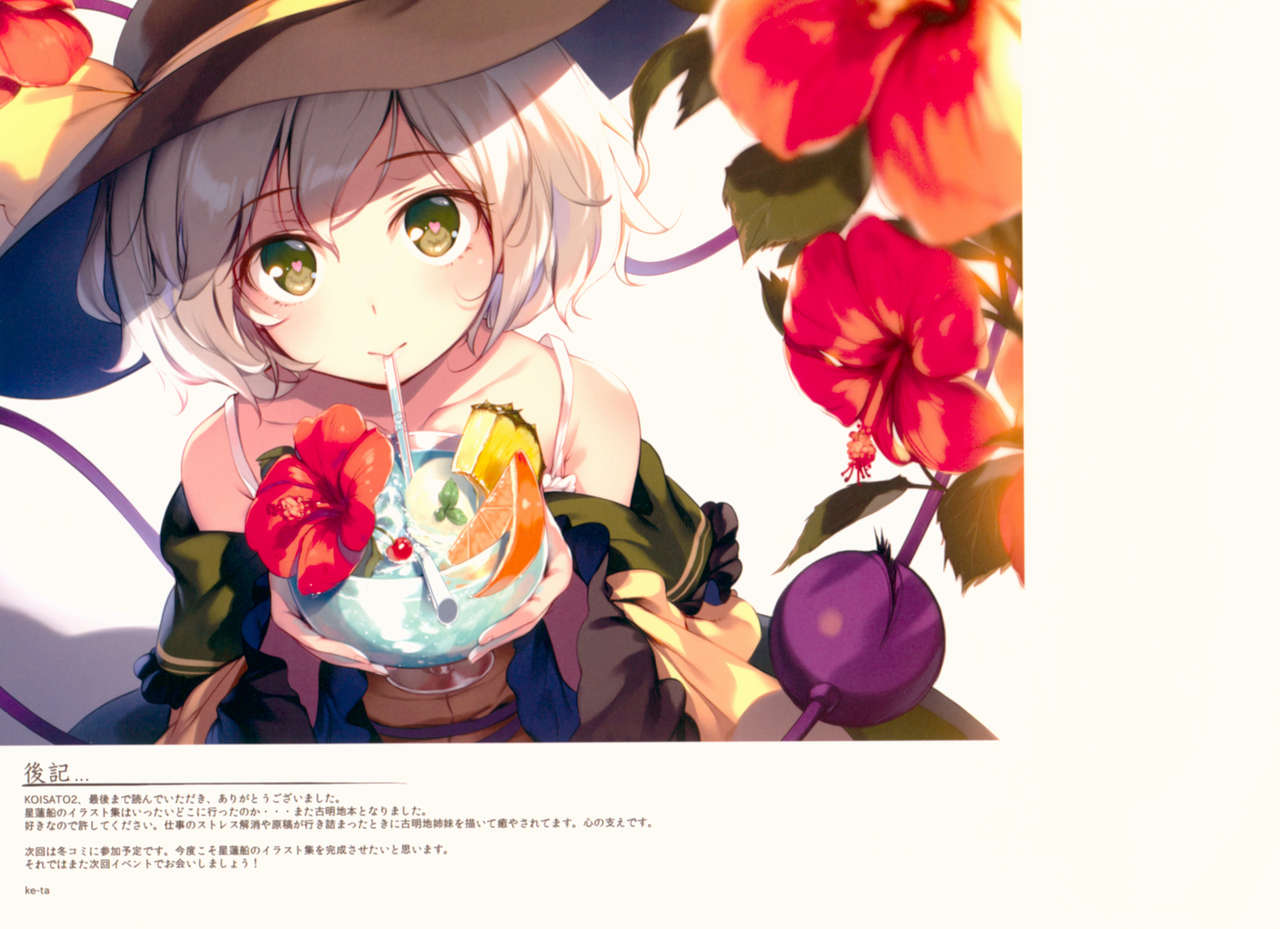 後記...
KOISATO2、最後まで読んでいただき、ありがとうございました。
星蓮船のイラスト集はいったいどこに行ったのか・・・また古明地本となりました。
好きなので許してください。仕事のストレス解消や原稿が行き詰まったときに古明地姉妹を描いて癒やされてます。心の支えです。
次回は冬コミに参加予定です。今度こそ星蓮船のイラスト集を完成させたいと思います。
それではまた次回イベントでお会いしましょう！
ke-ta